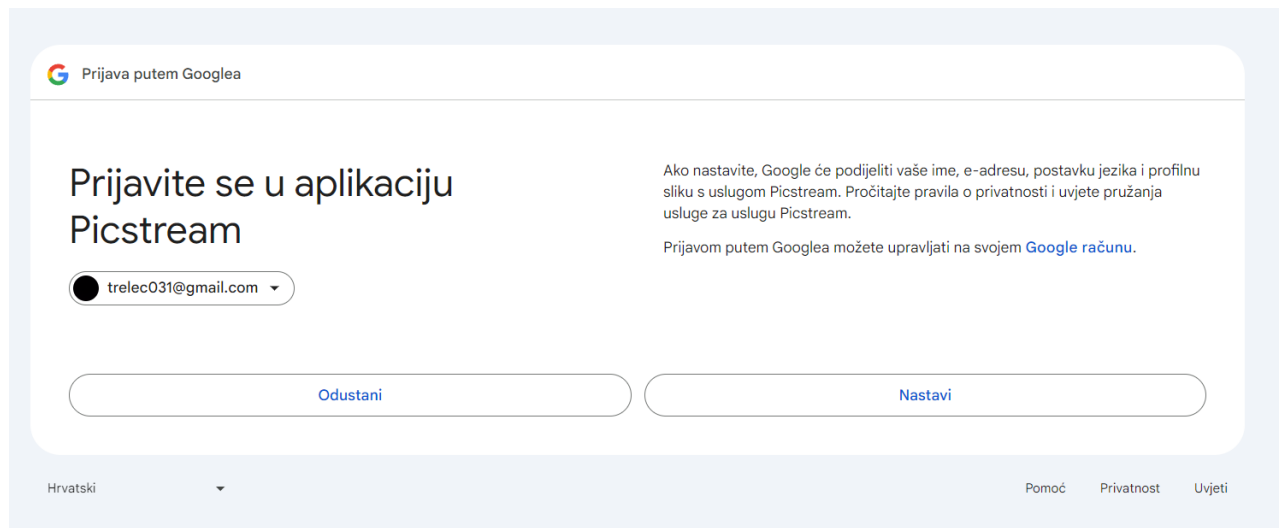 Prijava putem Googlea
Prijavite se u aplikaciju
Picstream
trelec031@gmail.com
Ako nastavite, Google će podijeliti vaše ime, e-adresu, postavku jezika i profilnu
sliku s uslugom Picstream. Pročitajte pravila o privatnosti i uvjete pružanja
usluge za uslugu Picstream.
Prijavom putem Googlea možete upravljati na svojem Google računu.
Odustani
Nastavi
Hrvatski
Pomoć Privatnost Uvjeti